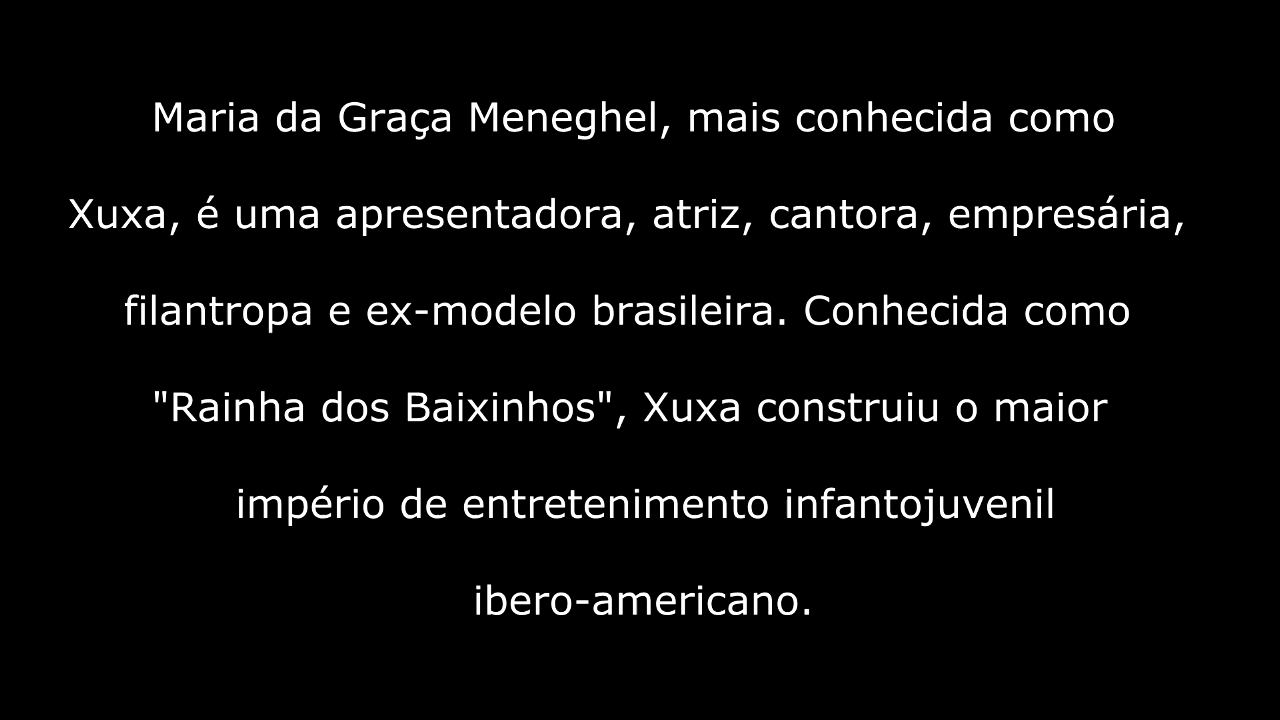 Maria da Graça Meneghel, mais conhecida como
Xuxa, é uma apresentadora, atriz, cantora, empresária,
filantropa e ex-modelo brasileira. Conhecida como
"Rainha dos Baixinhos", Xuxa construiu o maior
império de entretenimento infantojuvenil
ibero-americano.